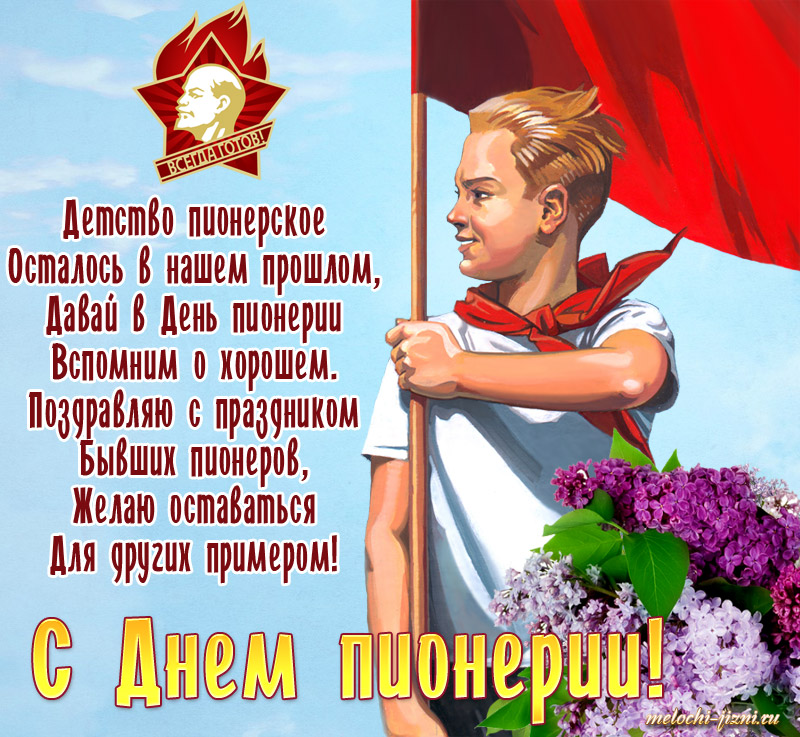 ВСЕГДА ГОТОВ!
Детство пионерское
Осталось в нашем прошлом,
Давай в День пионерии
Вспомним о хорошем.
Поздравляю с праздником
Бывших пионеров,
Желаю оставаться
Для других примером!
С Днем пионерии!
melochi-jizni.ru